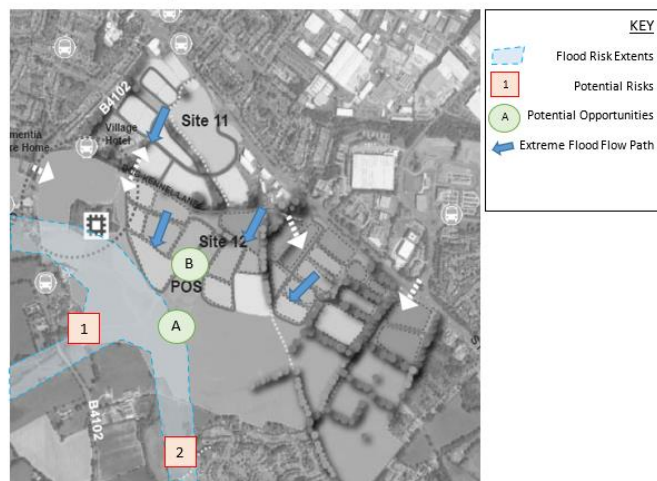 KEY
Flood Risk Extents
1
Potential Risks
A
Potential Opportunities
Extreme Flood Flow Path
B4102
Site 11
Village
Hotel
mentia
re Home
Site 12
B
POS
A
1
B4102
2